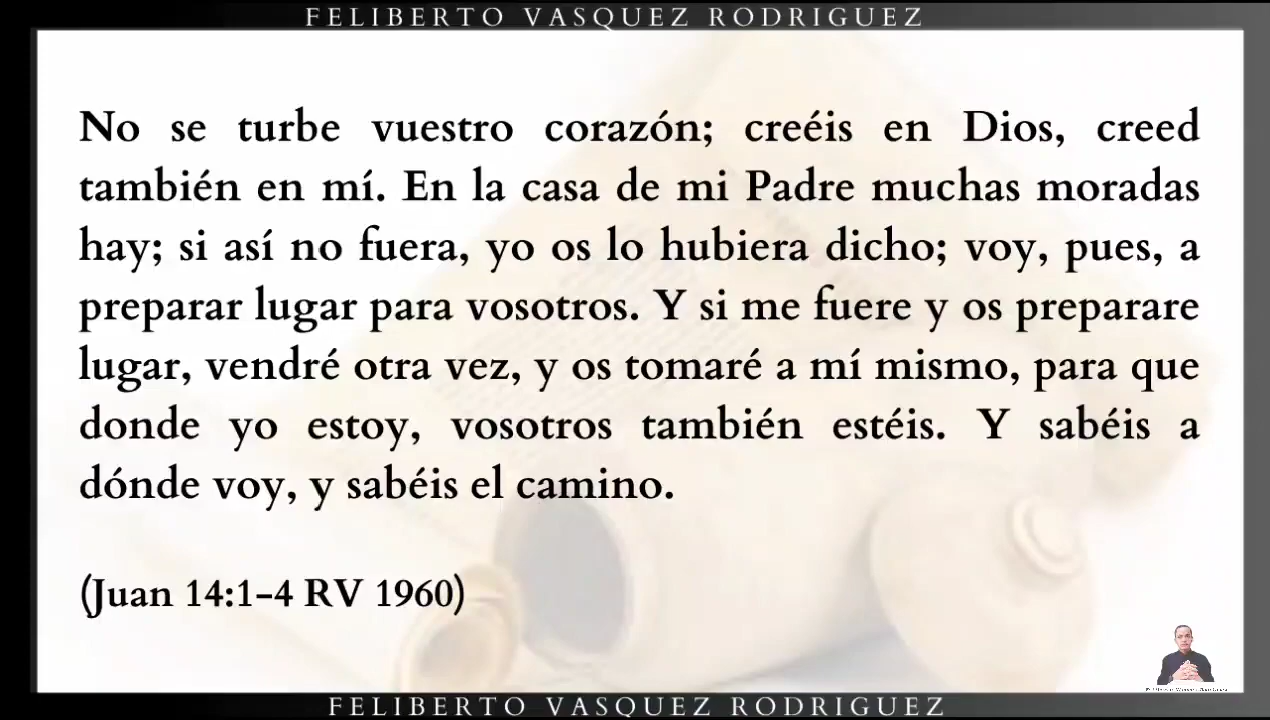 FELIBERTO VASQUEZ RODRIGUEZ
No se turbe vuestro corazón; creéis en Dios, creed
también en mí. En la casa de mi Padre muchas moradas
hay; si así no fuera, yo os lo hubiera dicho; voy, pues, a
preparar lugar para vosotros. Y si me fuere y os preparare
lugar, vendré otra vez, y os tomaré a mí mismo, para que
donde yo estoy, vosotros también estéis. Y sabéis a
dónde voy, y sabéis el camino.
(Juan 14:1-4 RV 1960)
FELIBERTO VASQUEZ RODRIGUEZ